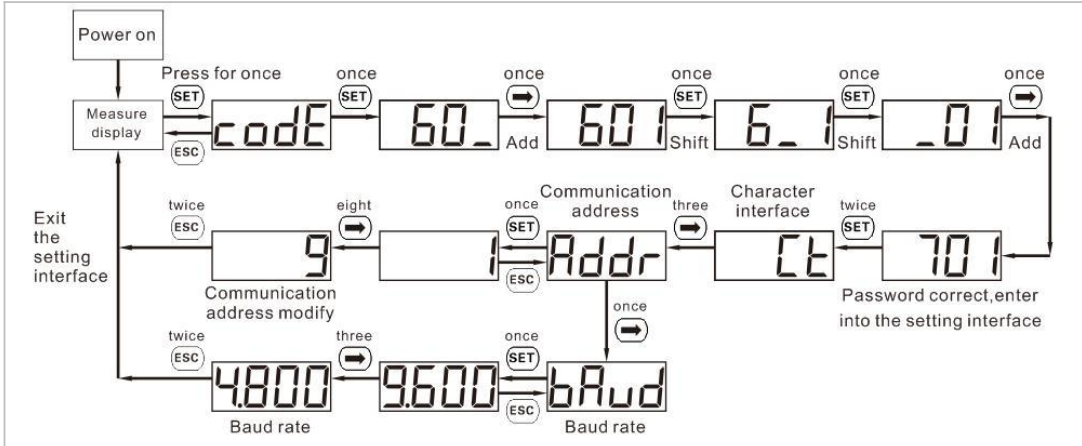 Power on
Press for once
once
once
once
once
once
SET
SET
➡
SET
SET
➡
Measure
display
codE
60_
601
6_1
_01
ESC
Add
Shift
Shift
Add
Communication
address
Character
interface
twice
eight
once
three
twice
ESC
➡
SET
➡
SET
Exit
the
setting
interface
9
1
Addr
Ct
701
ESC
Communication
address modify
Password correct,enter
into the setting interface
once
➡
twice
three
once
ESC
➡
SET
4.800
9.600
bAud
ESC
Baud rate
Baud rate